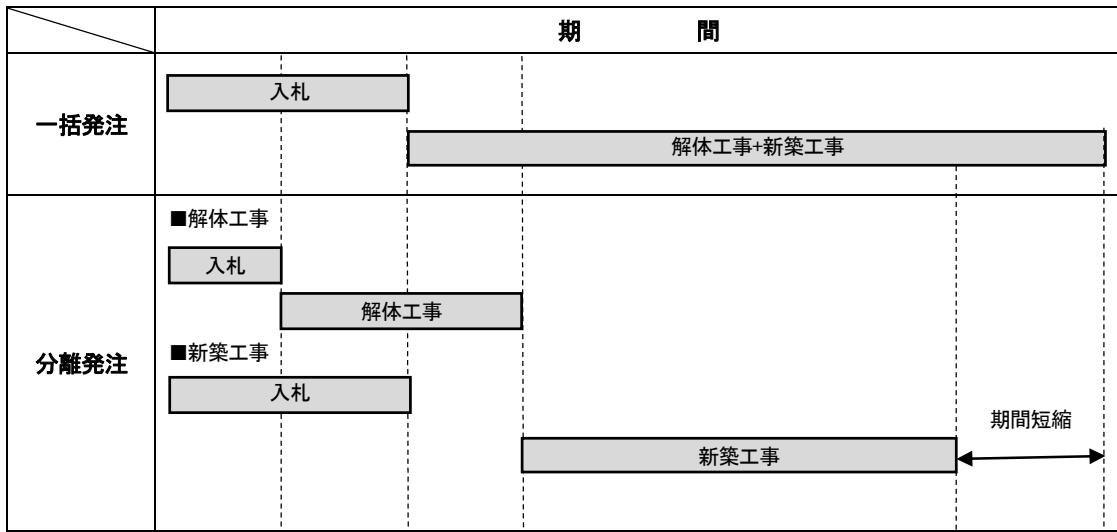 期 間
一括発注
入札
解体工事+新築工事
分離発注
■解体工事
入札
解体工事
■新築工事
入札
期間短縮
新築工事